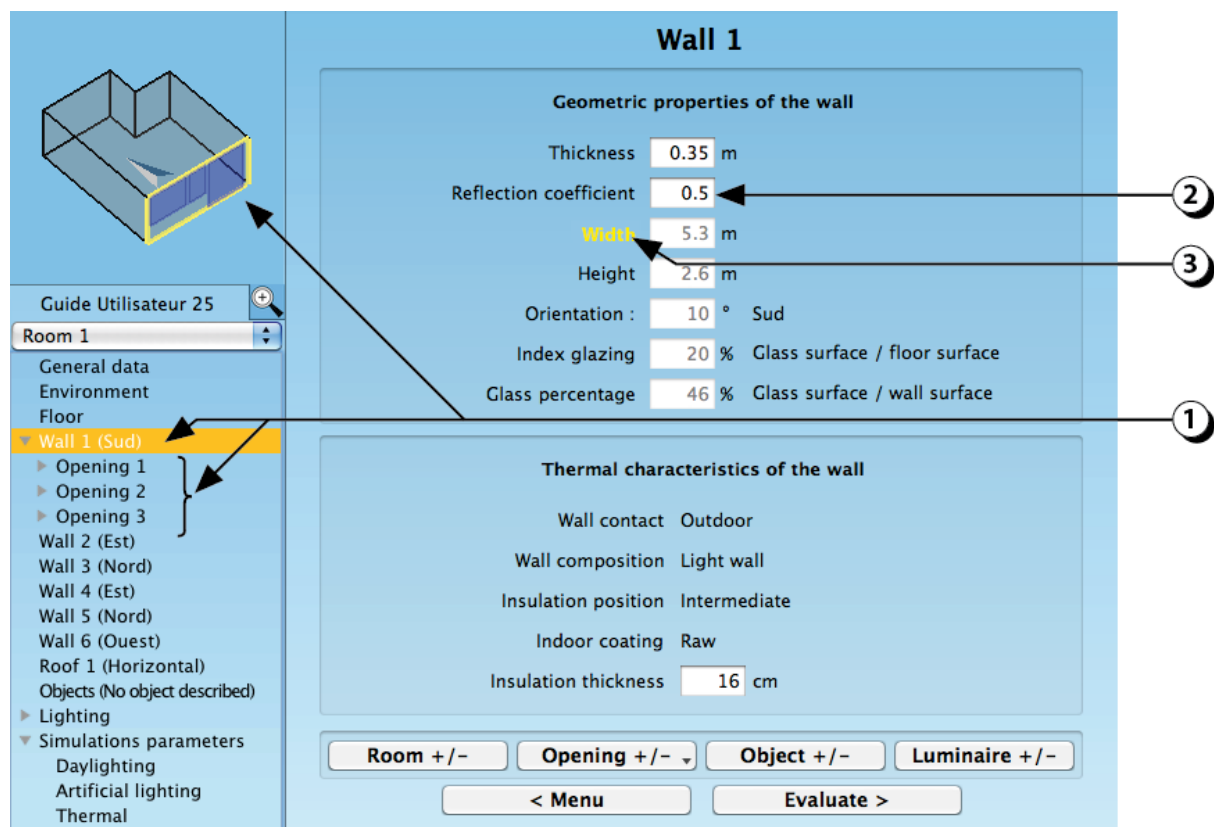 Wall 1
Geometric properties of the wall
Thickness 0.35 m
Reflection coefficient 0.5
2
Width 5.3 m
3
Height 2.6 m
Orientation : 10 ° Sud
Index glazing 20 % Glass surface / floor surface
Glass percentage 46 % Glass surface / wall surface
1
Thermal characteristics of the wall
Wall contact Outdoor
Wall composition Light wall
Insulation position Intermediate
Indoor coating Raw
Insulation thickness 16 cm
Room +/- Opening +/- Object +/- Luminaire +/-
< Menu Evaluate >
Guide Utilisateur 25
Room 1
General data
Environment
Floor
Wall 1 (Sud)
Opening 1
Opening 2
Opening 3
Wall 2 (Est)
Wall 3 (Nord)
Wall 4 (Est)
Wall 5 (Nord)
Wall 6 (Ouest)
Roof 1 (Horizontal)
Objects (No object described)
Lighting
Simulations parameters
Daylighting
Artificial lighting
Thermal